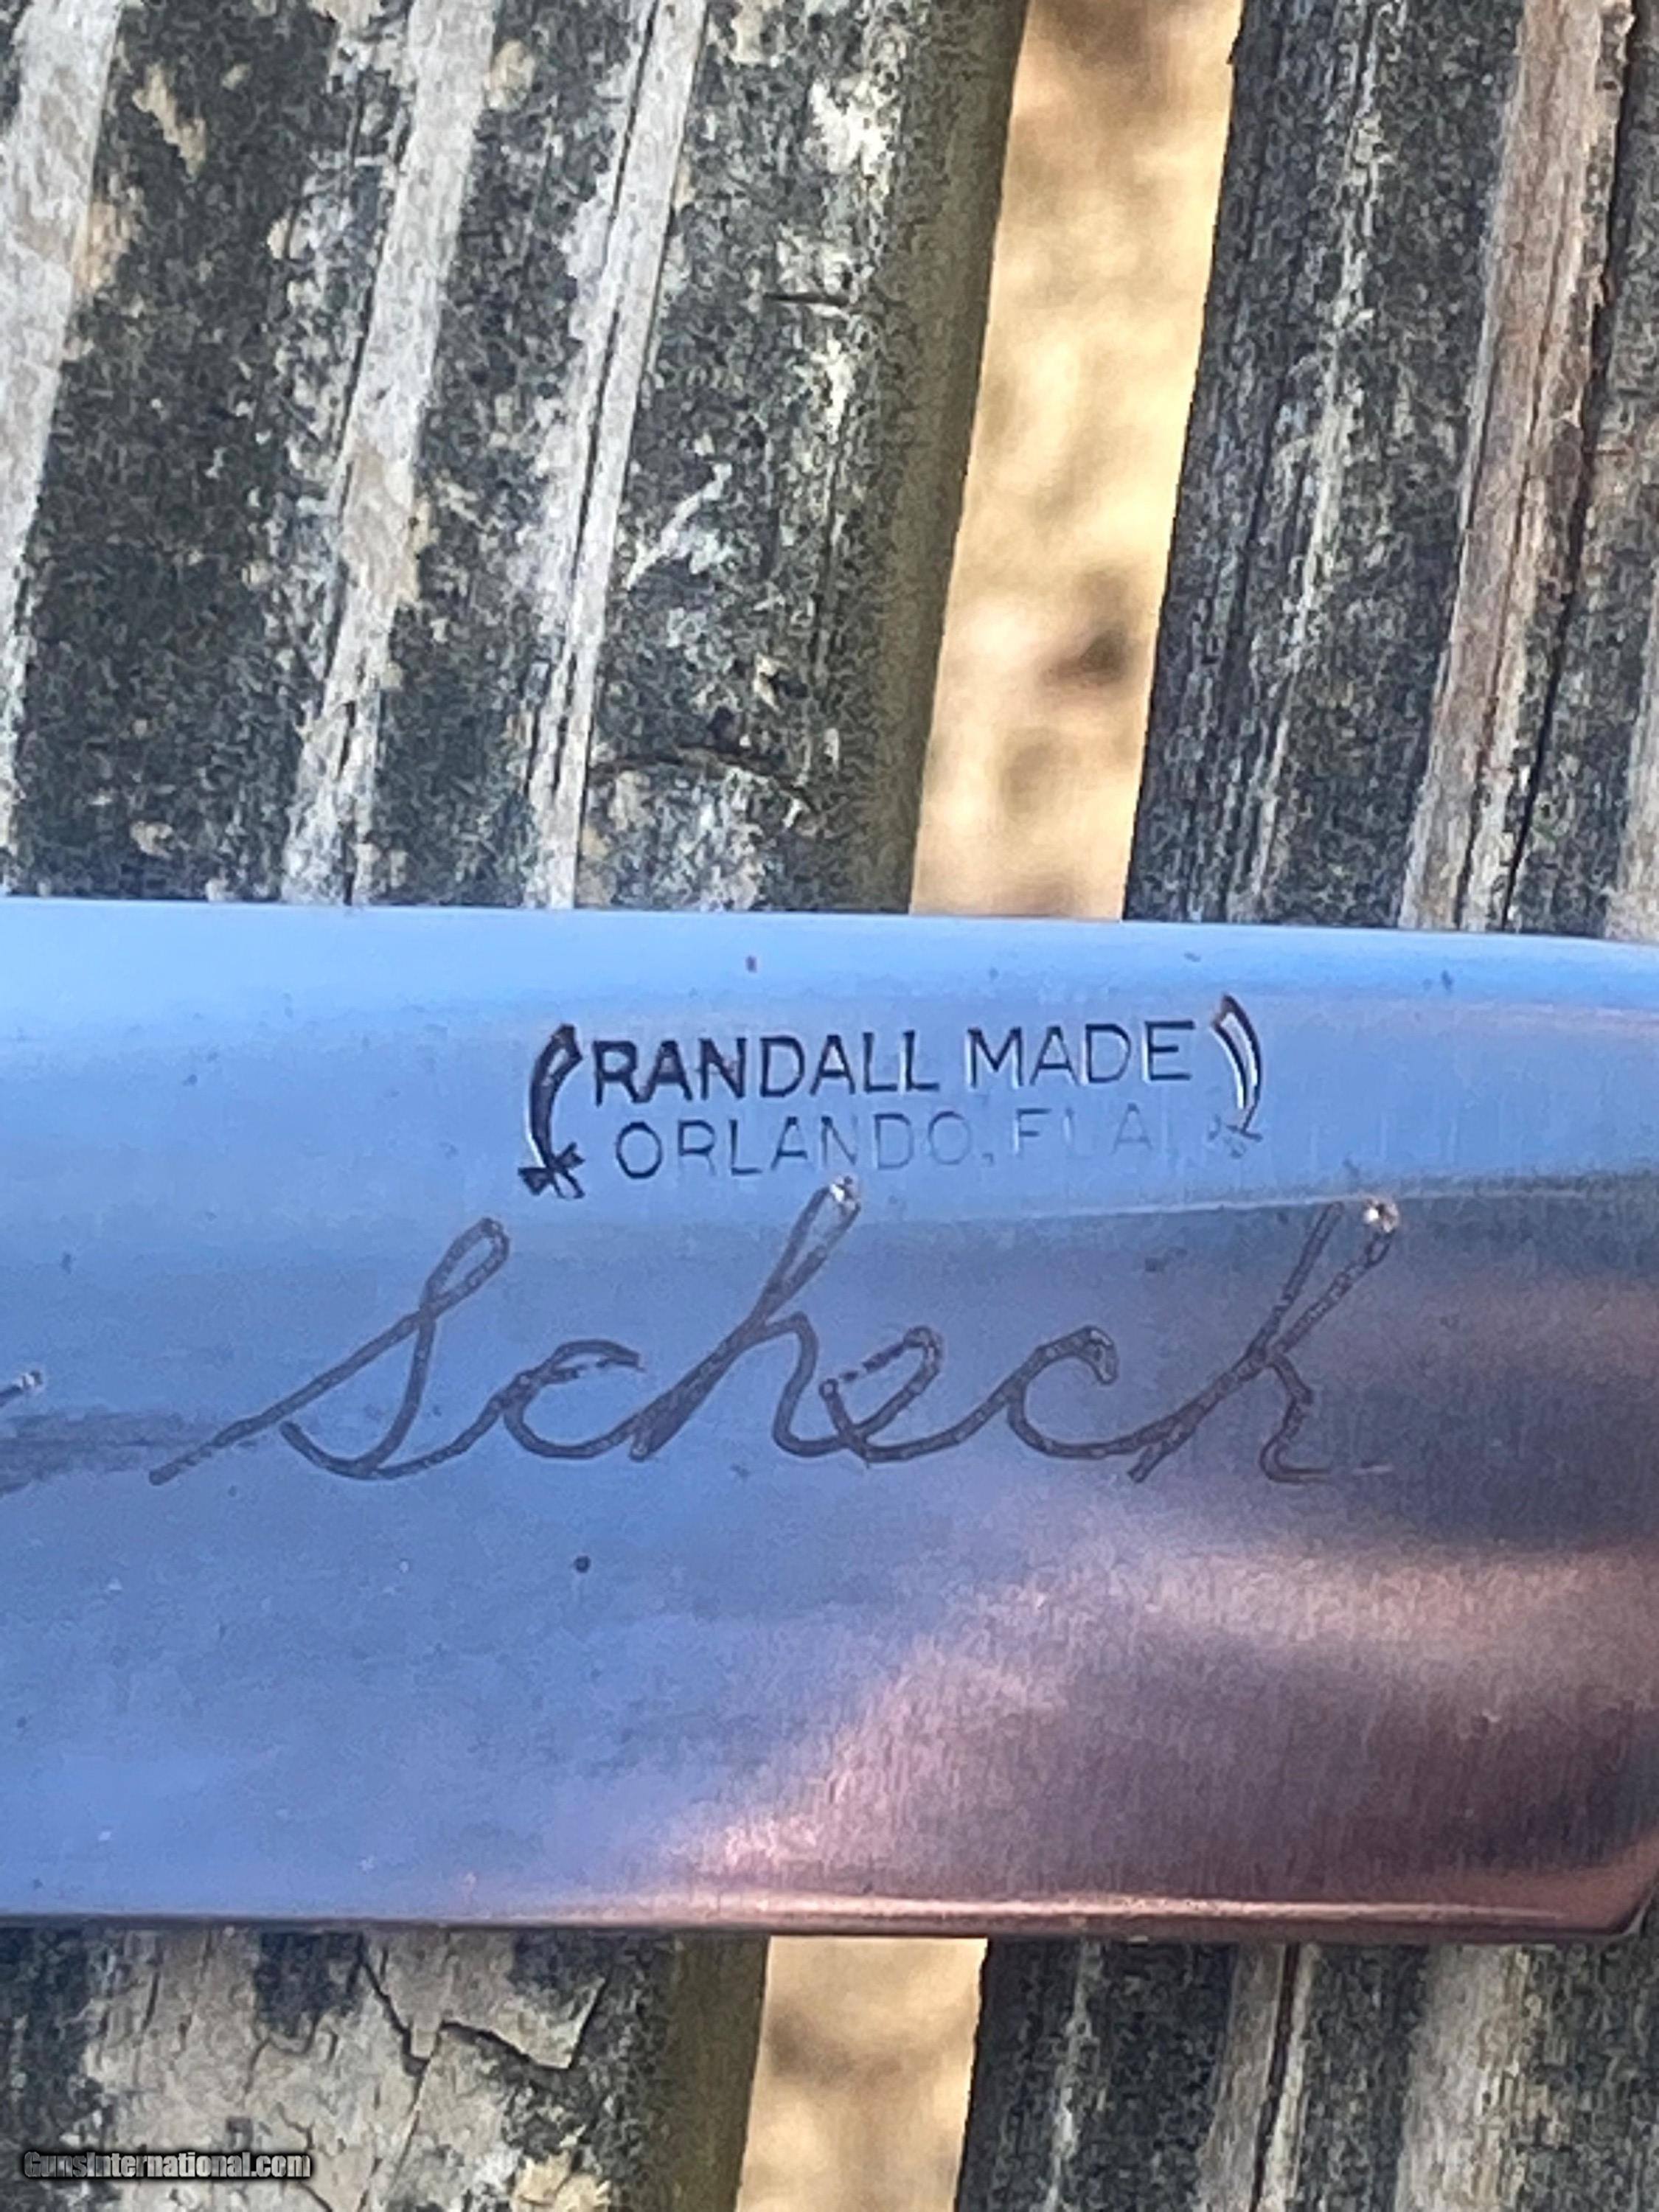 RANDALL MADE
ORLANDO, FLA.
Scheck
GunsInternational.com